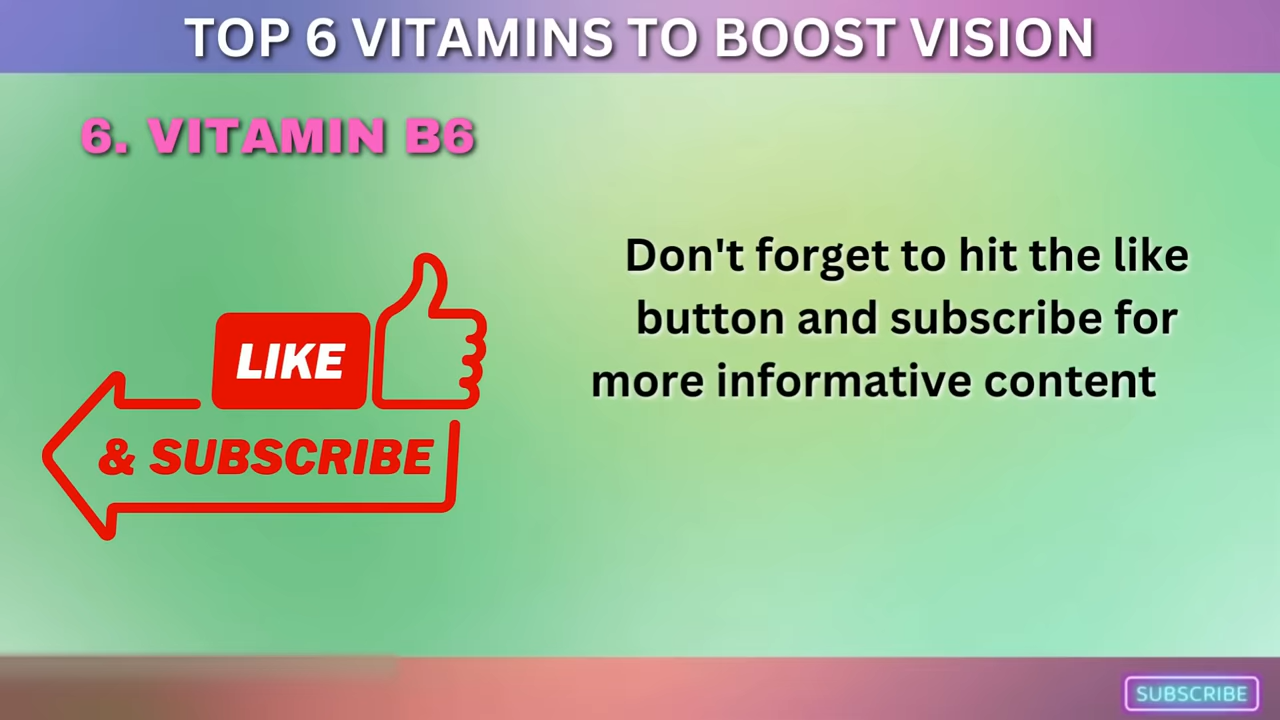 TOP 6 VITAMINS TO BOOST VISION
6. VITAMIN B6
LIKE
& SUBSCRIBE
Don't forget to hit the like
button and subscribe for
more informative content
SUBSCRIBE